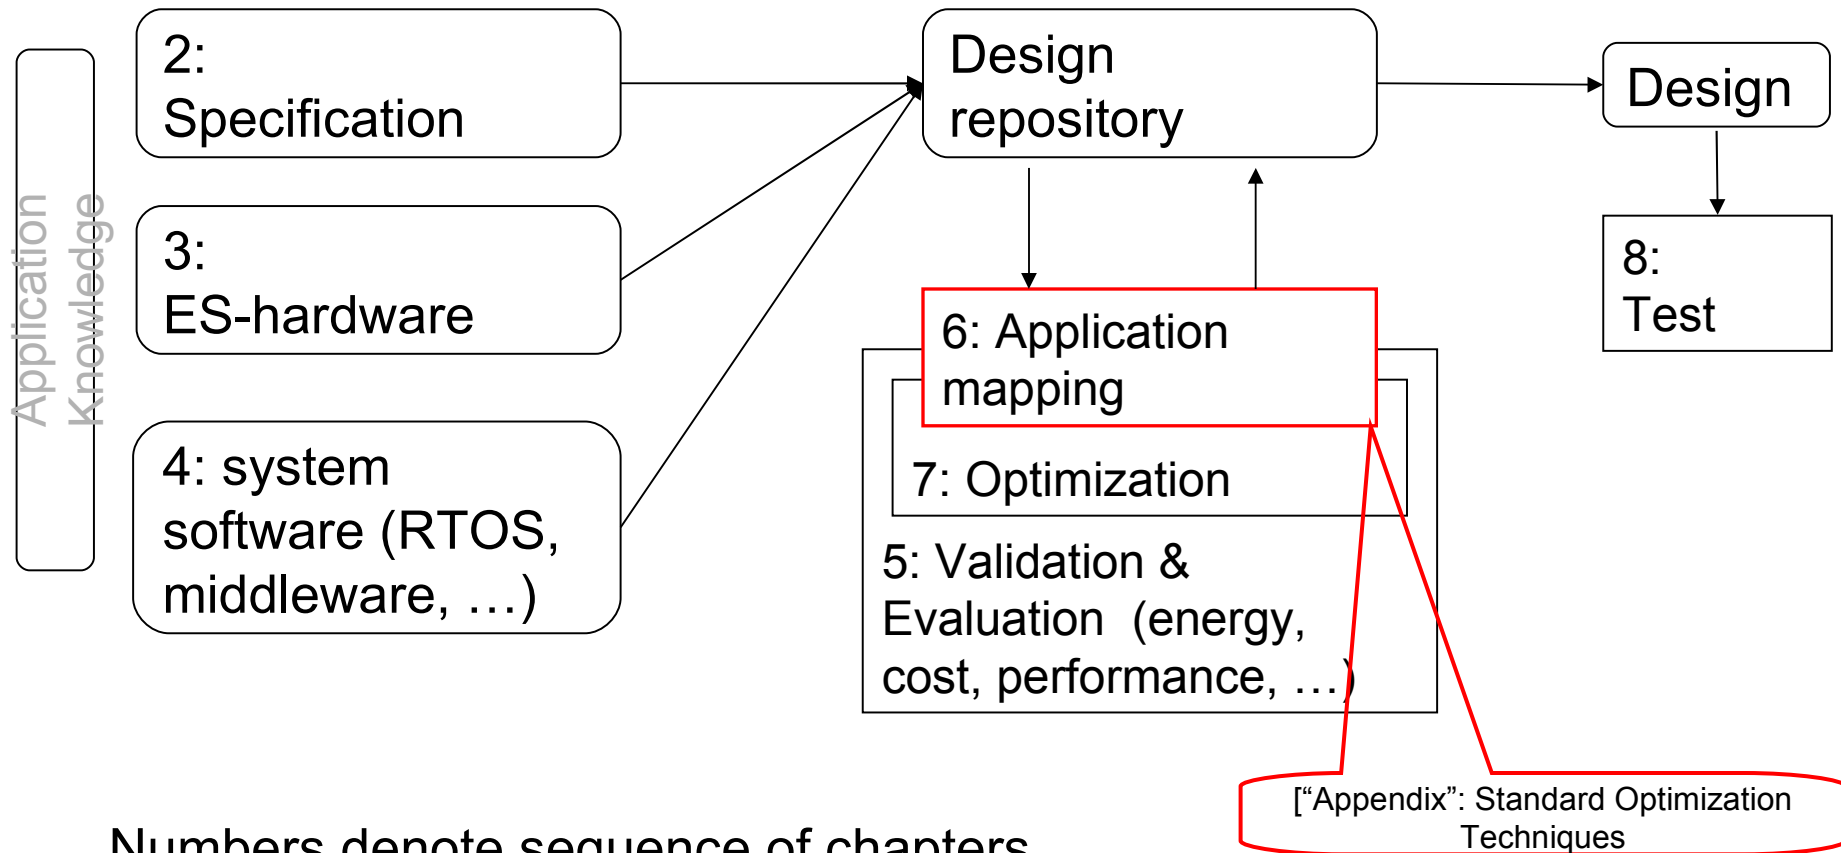 Application
Knowledge
2:
Specification
3:
ES-hardware
4: system
software (RTOS,
middleware, …)
Design
repository
Design
8:
Test
6: Application
mapping
7: Optimization
5: Validation &
Evaluation (energy,
cost, performance, …)
[“Appendix”: Standard Optimization
Techniques
Numbers denote sequence of chapters